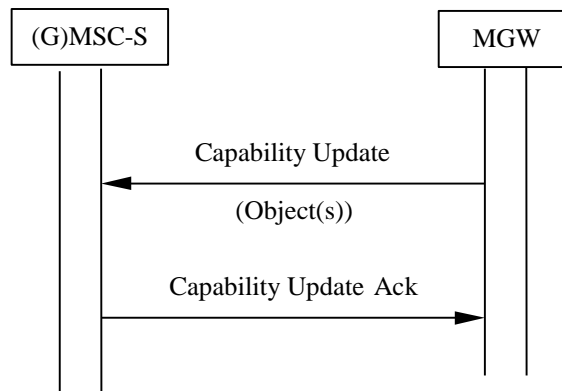 (G)MSC-S
MGW
Capability Update
(Object(s))
Capability Update Ack